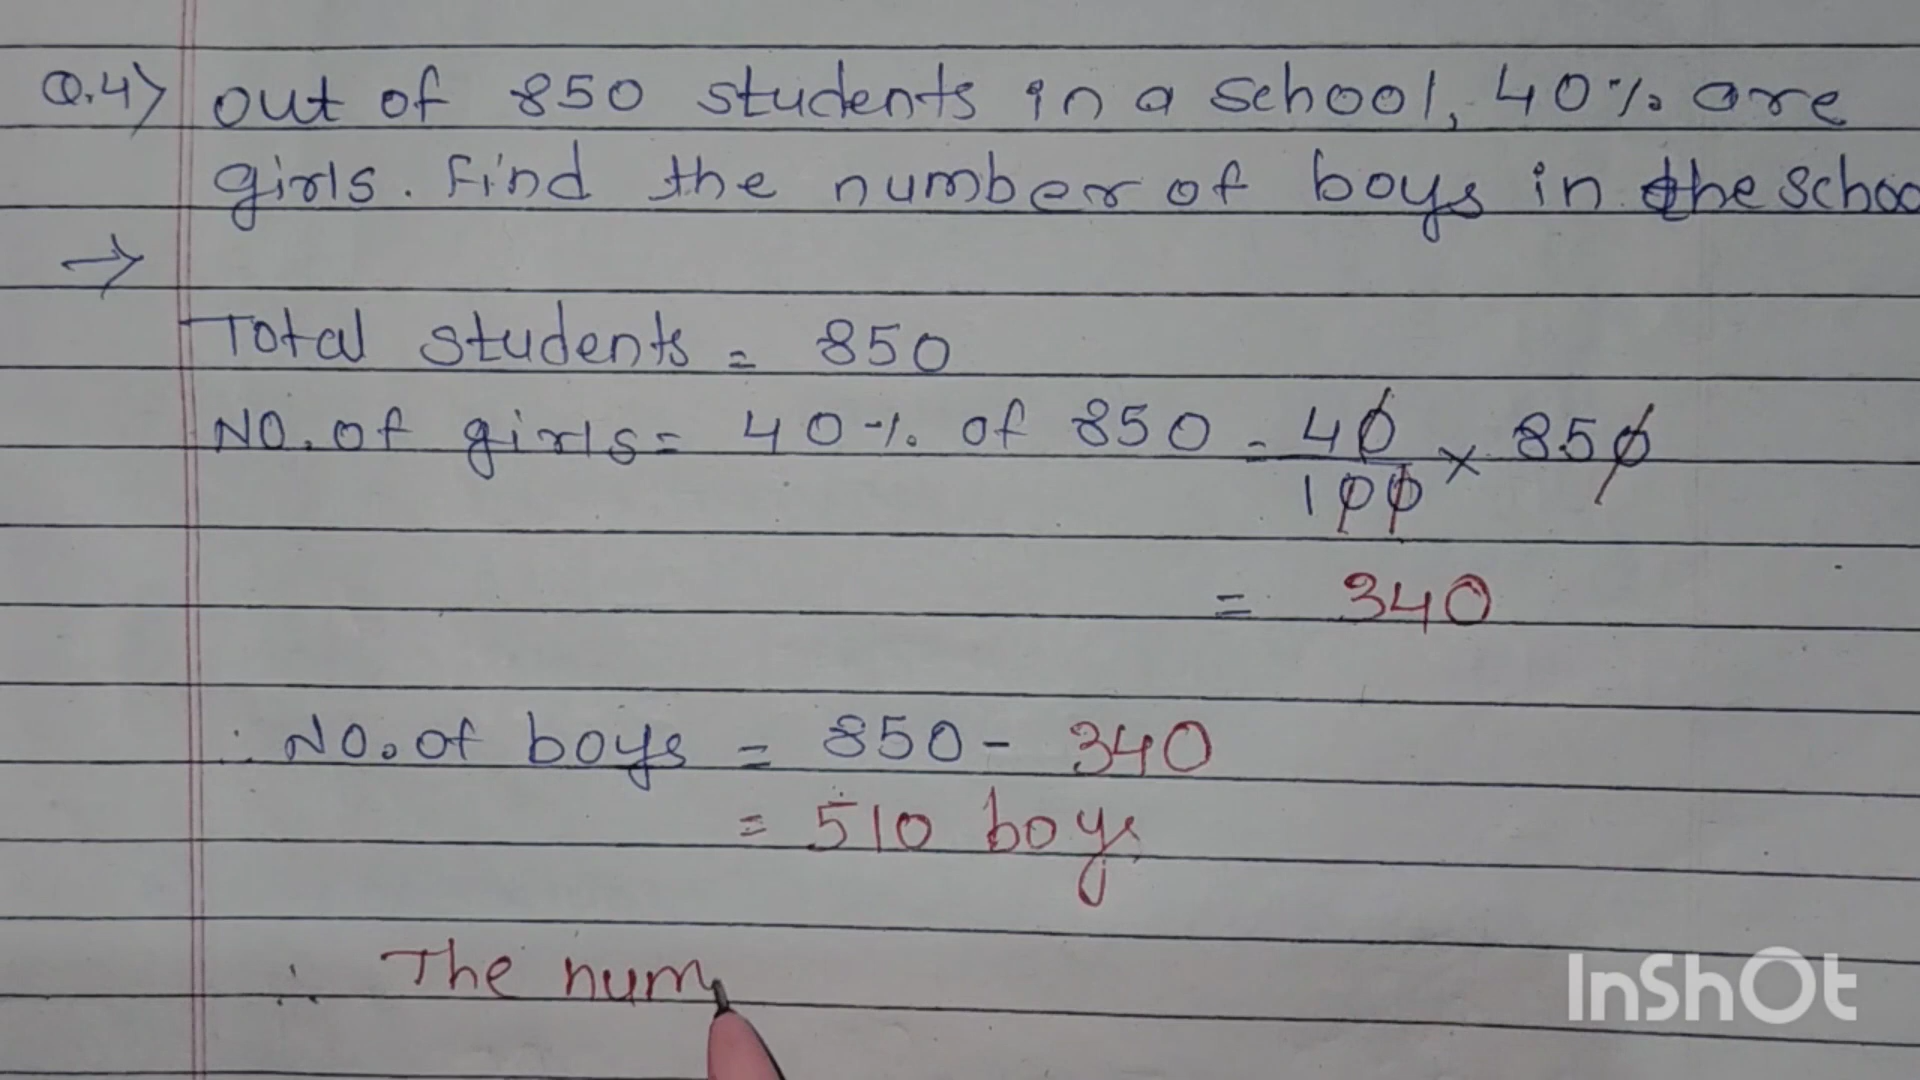 Q.4) out of 850 students in a school, 40% are
girls. Find the number of boys in the schoo
→
Total students = 850
No. of girls = 40% of 850 = 40/100 × 850
= 340
∴ No. of boys = 850 - 340
= 510 boys
∴ The num
InShOt